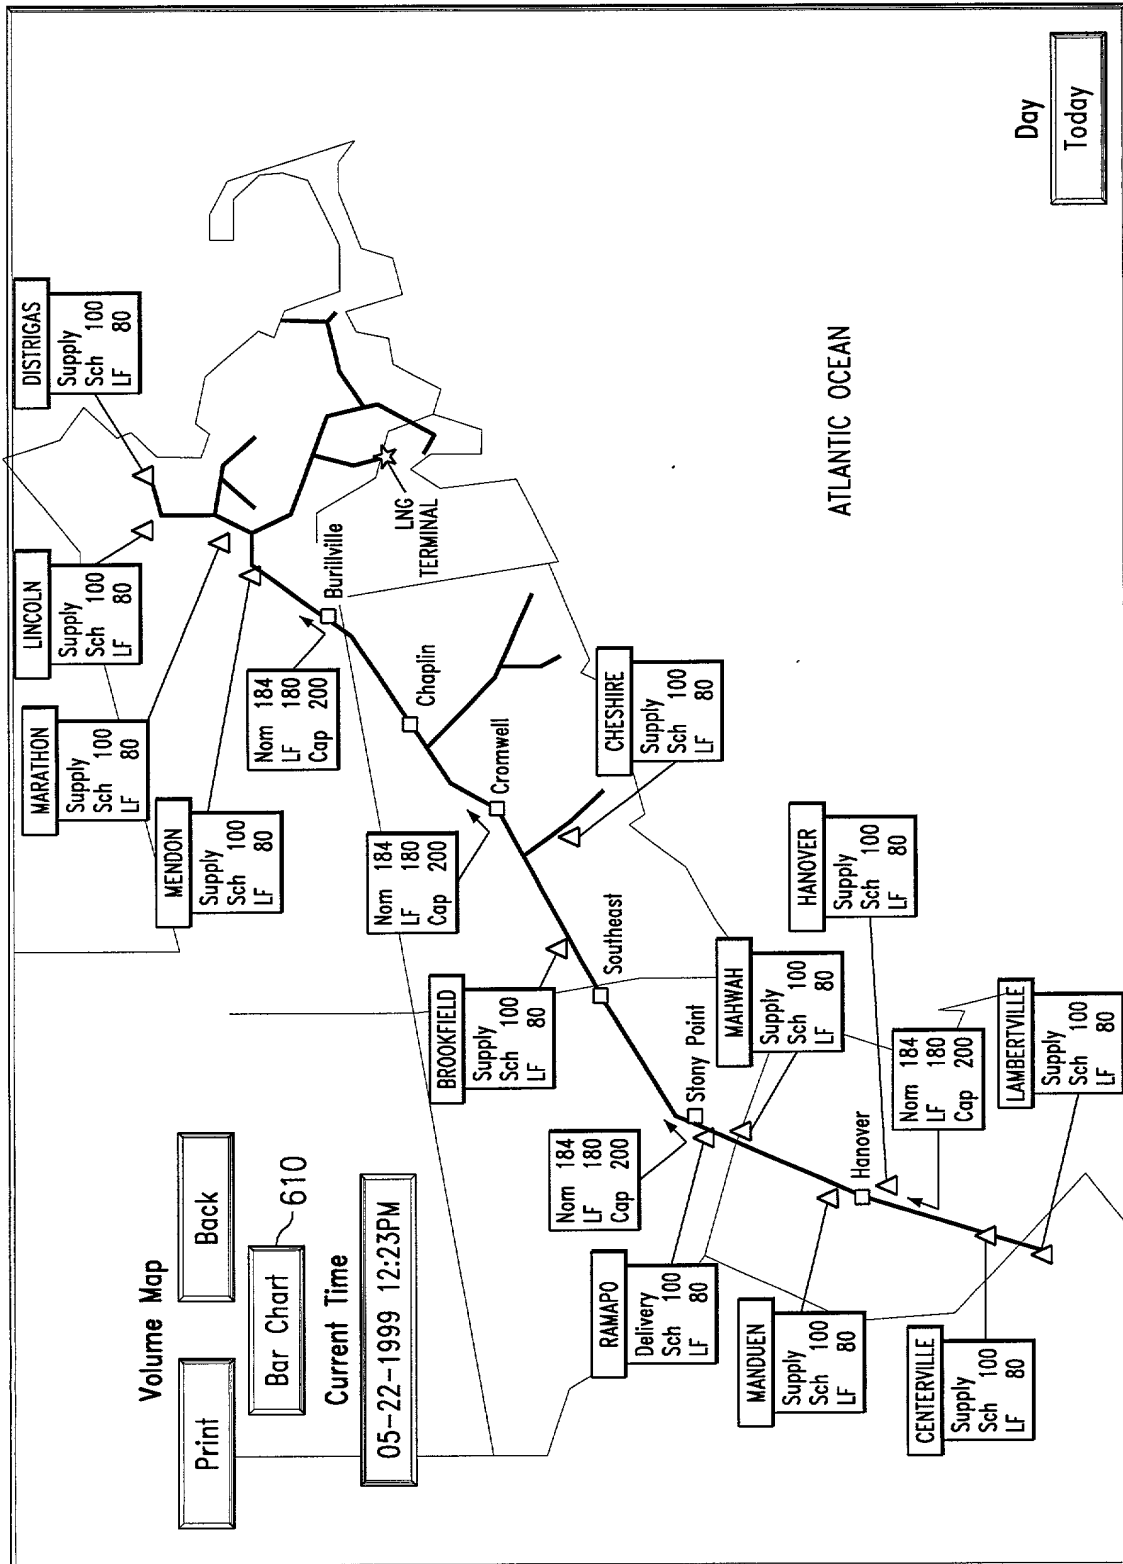 Volume Map
Print
Back
Bar Chart
610
Current Time
05-22-1999 12:23PM
DISTRIGAS
Supply
Sch 100
LF 80
LINCOLN
Supply
Sch 100
LF 80
MARATHON
Supply
Sch 100
LF 80
MENDON
Supply
Sch 100
LF 80
Nom 184
LF 180
Cap 200
Burillville
LNG
TERMINAL
Chaplin
Nom 184
LF 180
Cap 200
Cromwell
CHESHIRE
Supply
Sch 100
LF 80
BROOKFIELD
Supply
Sch 100
LF 80
Southeast
Nom 184
LF 180
Cap 200
Stony Point
MAHWAH
Supply
Sch 100
LF 80
RAMAPO
Delivery
Sch 100
LF 80
HANOVER
Supply
Sch 100
LF 80
MANDUEN
Supply
Sch 100
LF 80
Hanover
Nom 184
LF 180
Cap 200
CENTERVILLE
Supply
Sch 100
LF 80
LAMBERTVILLE
Supply
Sch 100
LF 80
ATLANTIC OCEAN
Day
Today